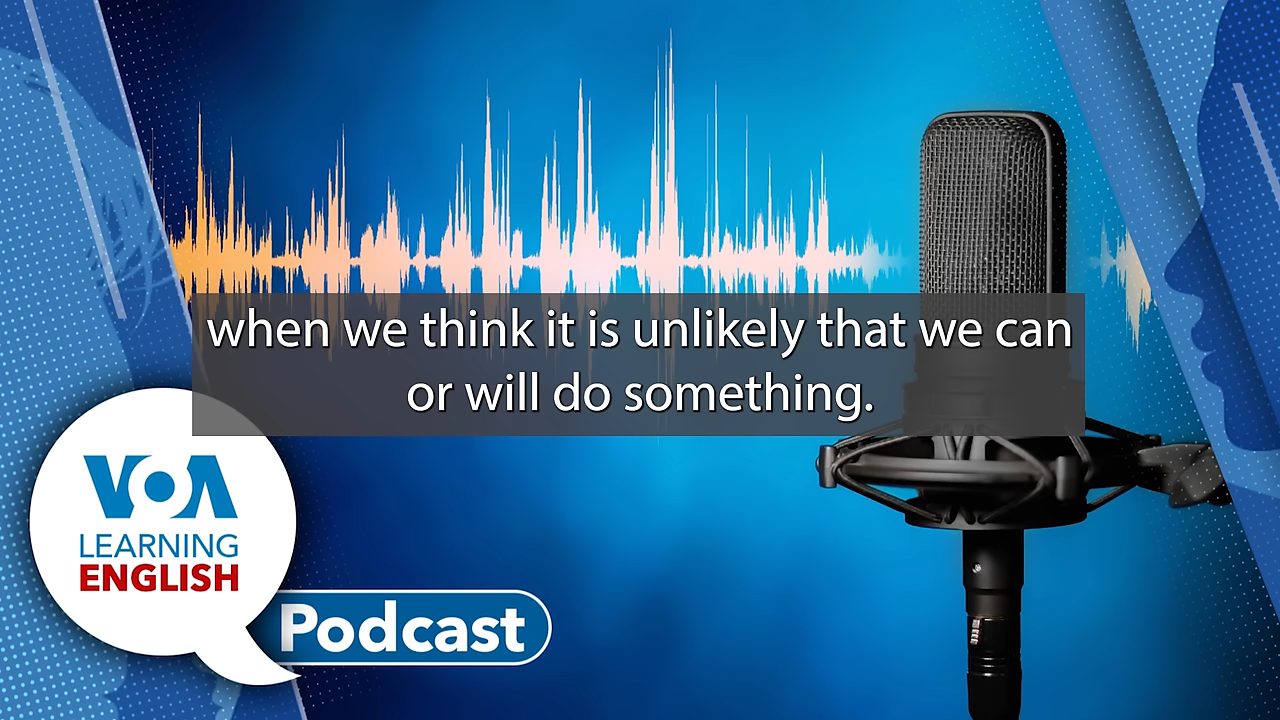 when we think it is unlikely that we can
or will do something.
VOA
LEARNING
ENGLISH
Podcast